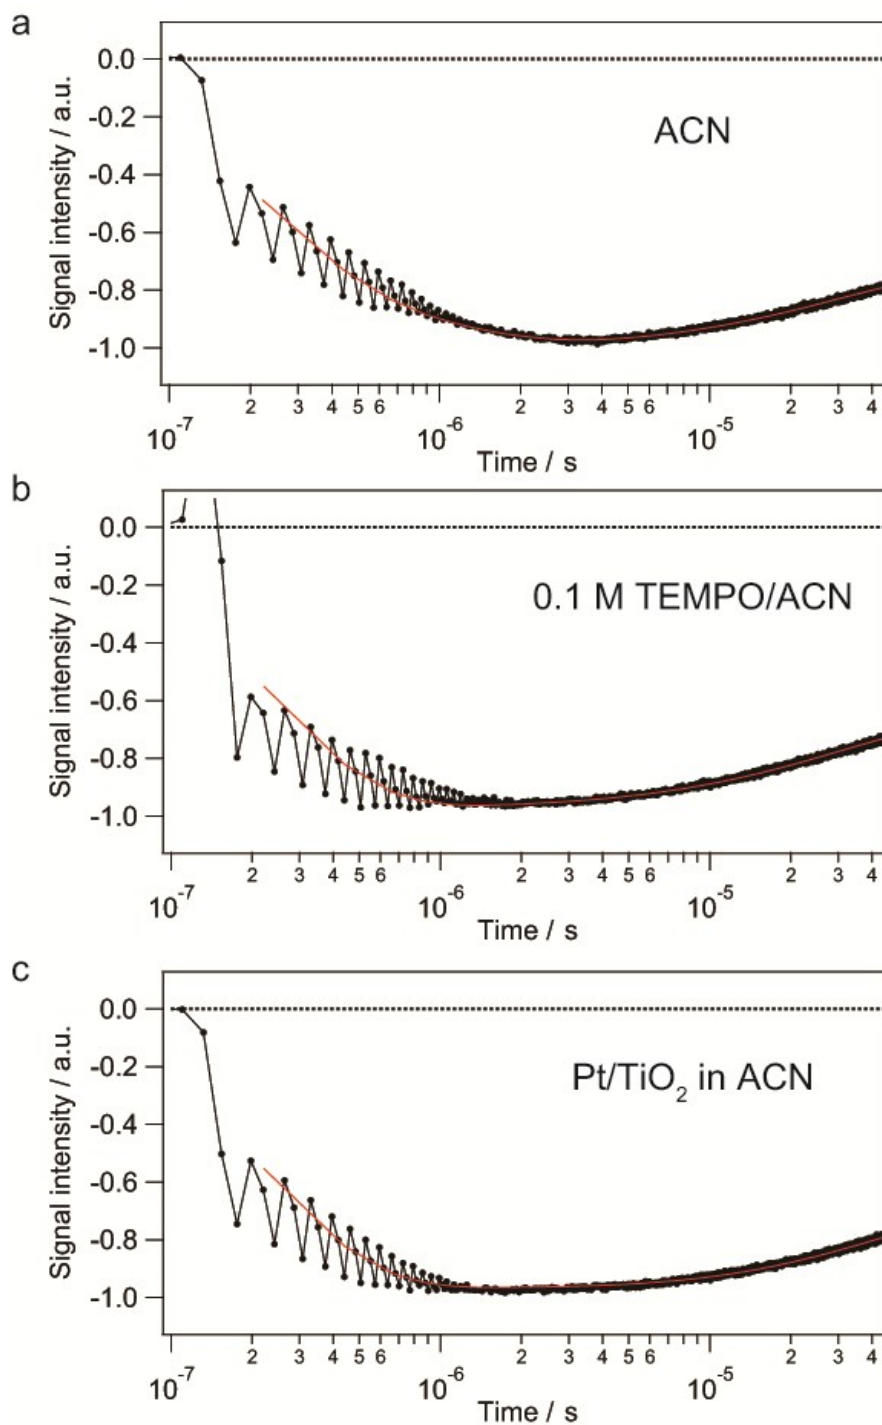 a
Signal intensity / a.u.
0.0
-0.2
-0.4
-0.6
-0.8
-1.0
ACN
2 3 4 5 6 2 3 4 5 6 2 3 4
10⁻⁷ 10⁻⁶ 10⁻⁵
Time / s
b
Signal intensity / a.u.
0.0
-0.2
-0.4
-0.6
-0.8
-1.0
0.1 M TEMPO/ACN
2 3 4 5 6 2 3 4 5 6 2 3 4
10⁻⁷ 10⁻⁶ 10⁻⁵
Time / s
c
Signal intensity / a.u.
0.0
-0.2
-0.4
-0.6
-0.8
-1.0
Pt/TiO₂ in ACN
2 3 4 5 6 2 3 4 5 6 2 3 4
10⁻⁷ 10⁻⁶ 10⁻⁵
Time / s